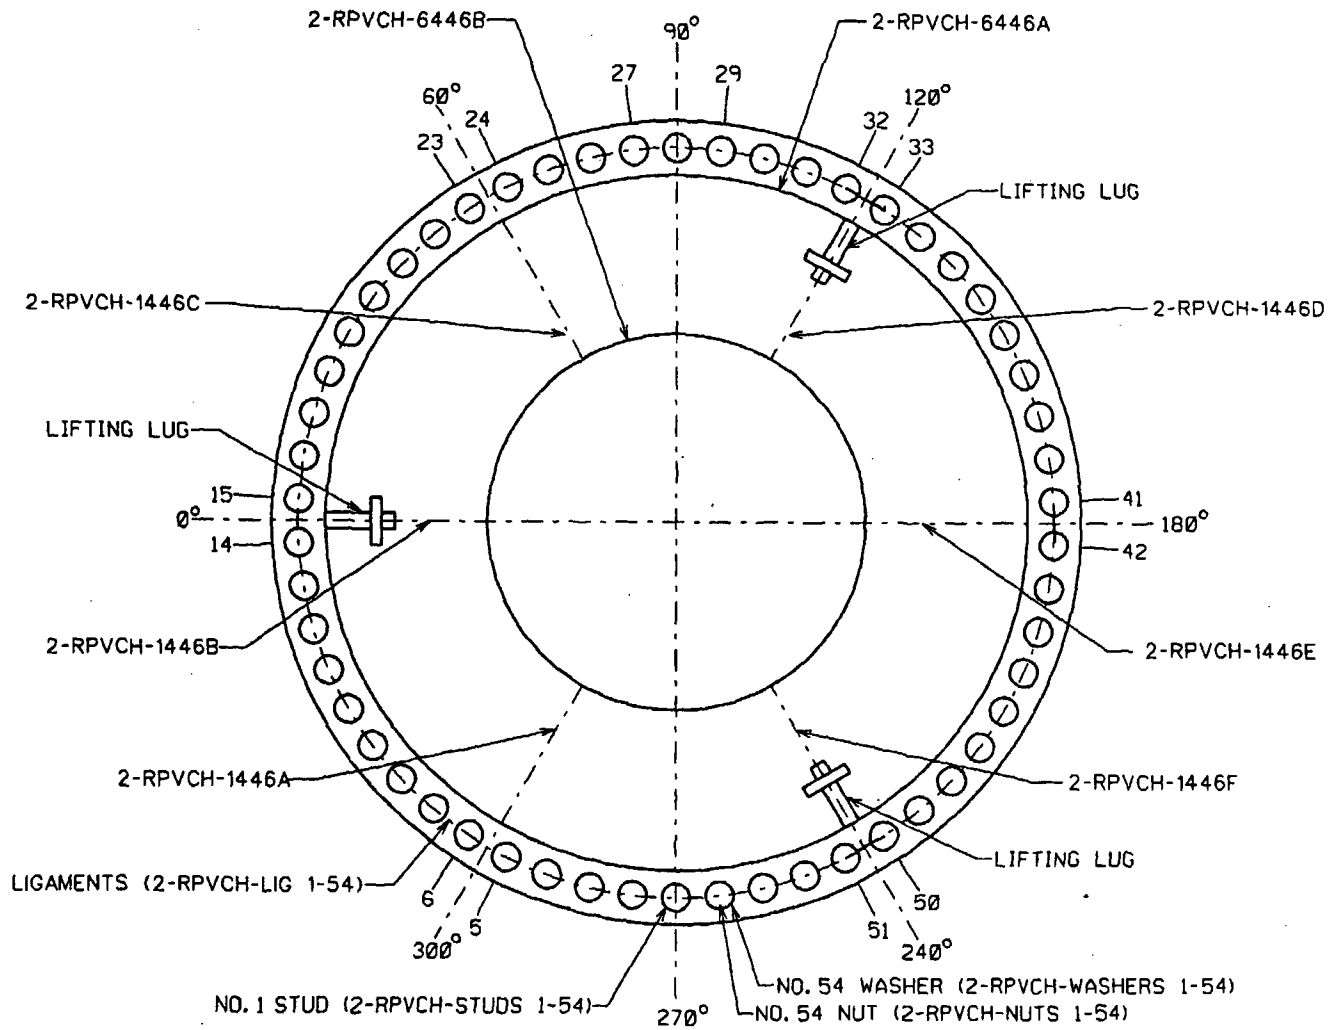 2-RPVCH-6446B
2-RPVCH-6446A
90°
27
29
60°
120°
24
32
23
33
LIFTING LUG
2-RPVCH-1446C
2-RPVCH-1446D
LIFTING LUG
15
41
0°
180°
14
42
2-RPVCH-1446B
2-RPVCH-1446E
2-RPVCH-1446A
2-RPVCH-1446F
LIFTING LUG
LIGAMENTS (2-RPVCH-LIG 1-54)
6
50
5
51
300°
240°
NO. 54 WASHER (2-RPVCH-WASHERS 1-54)
NO. 1 STUD (2-RPVCH-STUDS 1-54)
NO. 54 NUT (2-RPVCH-NUTS 1-54)
270°